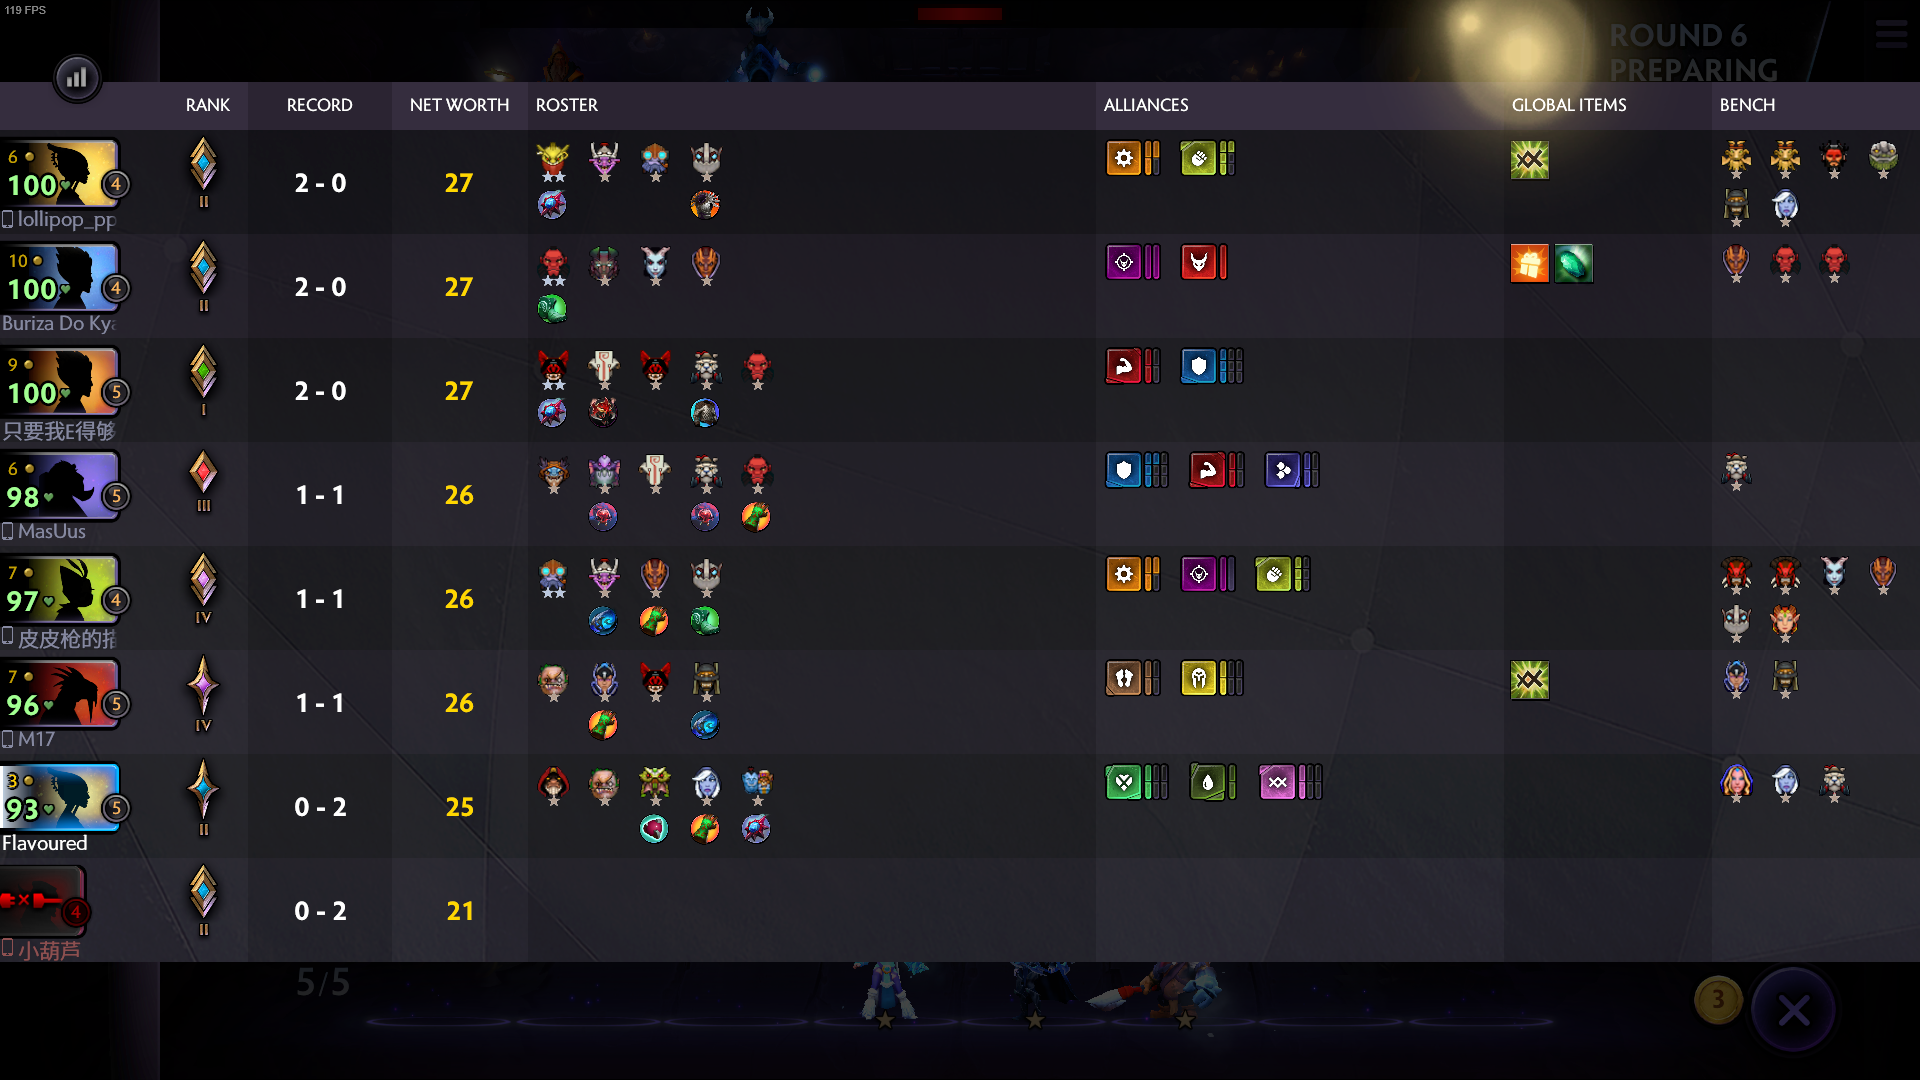 119 FPS
ROUND 6
PREPARING
RANK RECORD NET WORTH ROSTER ALLIANCES GLOBAL ITEMS BENCH
6
100 4 II 2 - 0 27
lollipop_pp
10
100 4 II 2 - 0 27
Buriza Do Kya
9
100 5 I 2 - 0 27
只要我E得够
6
98 5 III 1 - 1 26
MasUus
7
97 4 IV 1 - 1 26
皮皮枪的描
7
96 5 IV 1 - 1 26
M17
3
93 5 II 0 - 2 25
Flavoured
4 II 0 - 2 21
小葫芦
5/5
3